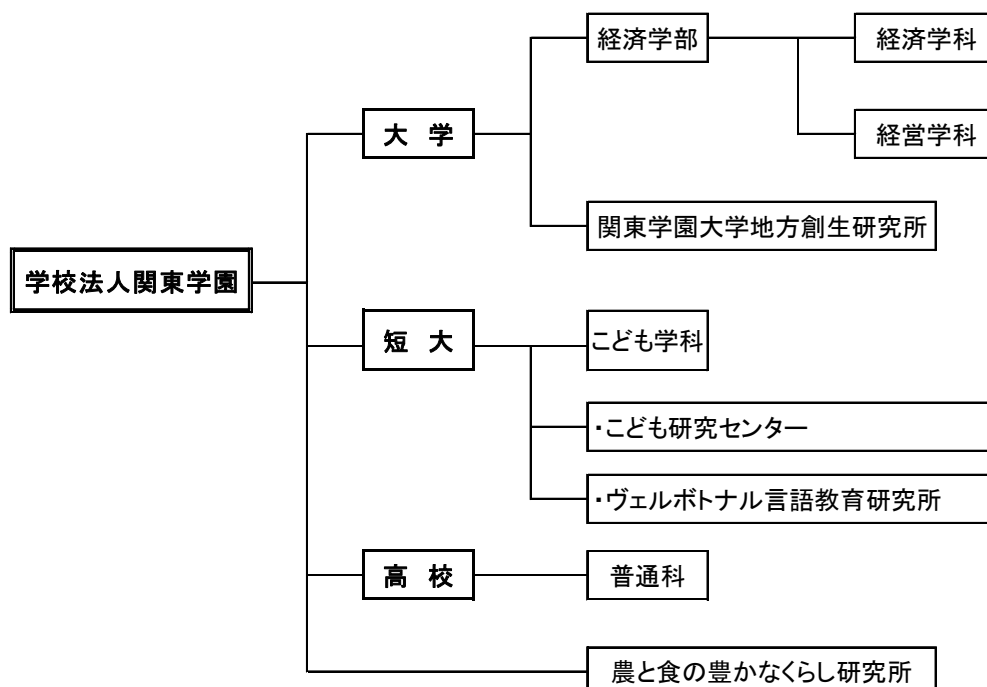 学校法人関東学園
大 学
経済学部
経済学科
経営学科
関東学園大学地方創生研究所
短 大
こども学科
・こども研究センター
・ヴェルボトナル言語教育研究所
高 校
普通科
農と食の豊かなくらし研究所